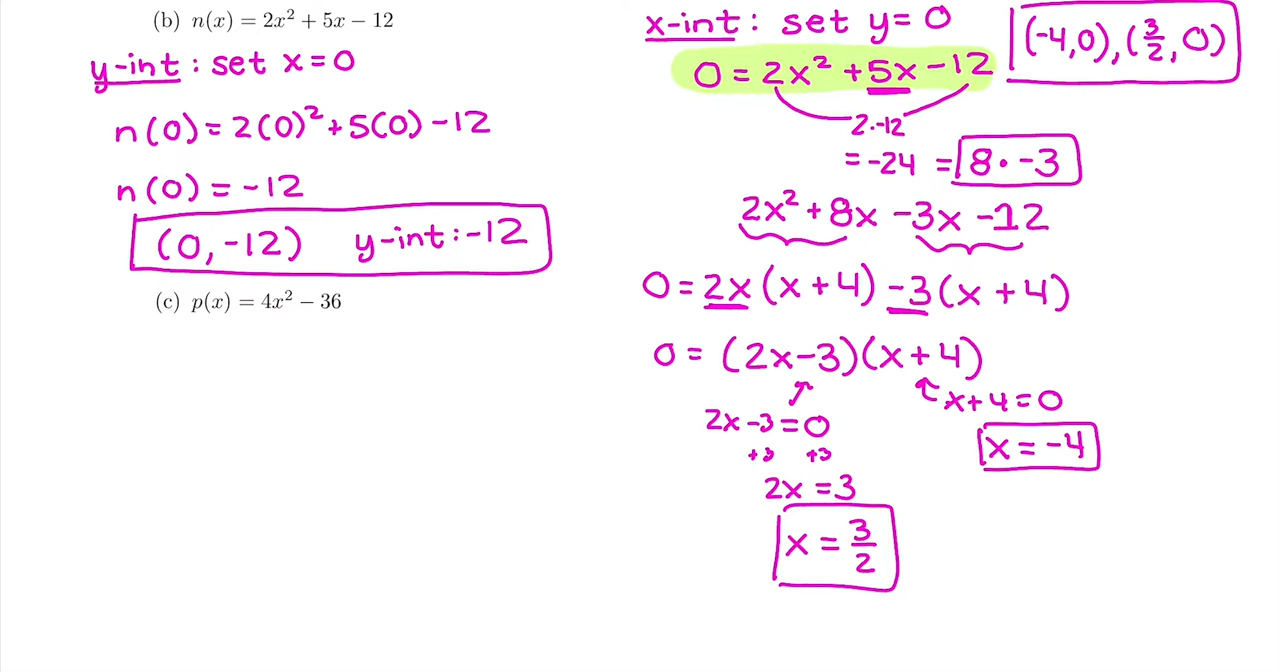 (b) n(x) = 2x² + 5x − 12
y-int: set x=0
n(0) = 2(0)² + 5(0) − 12
n(0) = −12
(0, −12) y-int: −12
(c) p(x) = 4x² − 36
x-int: set y=0
(-4,0), (3/2, 0)
0 = 2x² + 5x − 12
2·-12
= -24 = 8 · -3
2x² + 8x − 3x − 12
0 = 2x(x+4) −3(x+4)
0 = (2x−3)(x+4)
x+4=0
2x−3=0
x = −4
+3 +3
2x = 3
x = 3/2